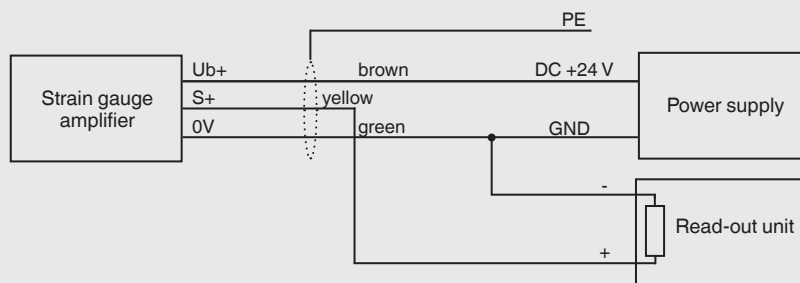 PE
Ub+ brown DC +24 V
Strain gauge
amplifier
S+ yellow
Power supply
0V green GND
-
Read-out unit
+